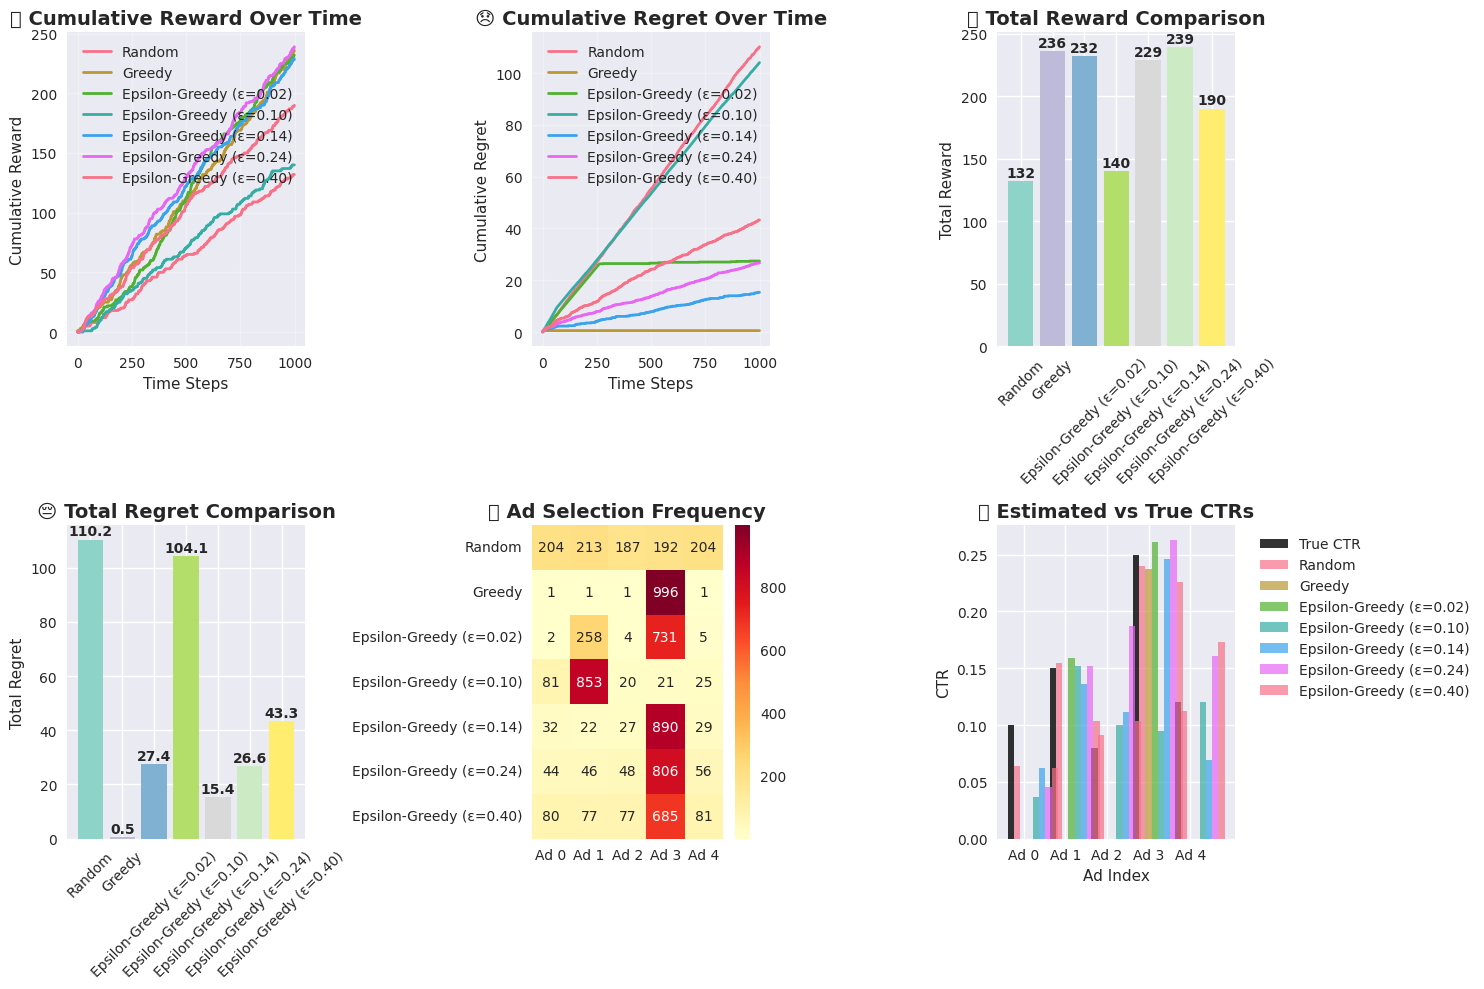 Cumulative Reward Over Time
250
200
150
100
50
0
Cumulative Reward
Random
Greedy
Epsilon-Greedy (ε=0.02)
Epsilon-Greedy (ε=0.10)
Epsilon-Greedy (ε=0.14)
Epsilon-Greedy (ε=0.24)
Epsilon-Greedy (ε=0.40)
0 250 500 750 1000
Time Steps
😞 Cumulative Regret Over Time
100
80
60
40
20
0
Cumulative Regret
Random
Greedy
Epsilon-Greedy (ε=0.02)
Epsilon-Greedy (ε=0.10)
Epsilon-Greedy (ε=0.14)
Epsilon-Greedy (ε=0.24)
Epsilon-Greedy (ε=0.40)
0 250 500 750 1000
Time Steps
Total Reward Comparison
250
200
150
100
50
0
Total Reward
132 236 232 140 229 239 190
Random
Greedy
Epsilon-Greedy (ε=0.02)
Epsilon-Greedy (ε=0.10)
Epsilon-Greedy (ε=0.14)
Epsilon-Greedy (ε=0.24)
Epsilon-Greedy (ε=0.40)
😔 Total Regret Comparison
100
80
60
40
20
0
Total Regret
110.2 0.5 27.4 104.1 15.4 26.6 43.3
Random
Greedy
Epsilon-Greedy (ε=0.02)
Epsilon-Greedy (ε=0.10)
Epsilon-Greedy (ε=0.14)
Epsilon-Greedy (ε=0.24)
Epsilon-Greedy (ε=0.40)
Ad Selection Frequency
Random 204 213 187 192 204
Greedy 1 1 1 996 1
Epsilon-Greedy (ε=0.02) 2 258 4 731 5
Epsilon-Greedy (ε=0.10) 81 853 20 21 25
Epsilon-Greedy (ε=0.14) 32 22 27 890 29
Epsilon-Greedy (ε=0.24) 44 46 48 806 56
Epsilon-Greedy (ε=0.40) 80 77 77 685 81
Ad 0 Ad 1 Ad 2 Ad 3 Ad 4
800
600
400
200
Estimated vs True CTRs
0.25
0.20
0.15
0.10
0.05
0.00
CTR
Ad 0 Ad 1 Ad 2 Ad 3 Ad 4
Ad Index
True CTR
Random
Greedy
Epsilon-Greedy (ε=0.02)
Epsilon-Greedy (ε=0.10)
Epsilon-Greedy (ε=0.14)
Epsilon-Greedy (ε=0.24)
Epsilon-Greedy (ε=0.40)